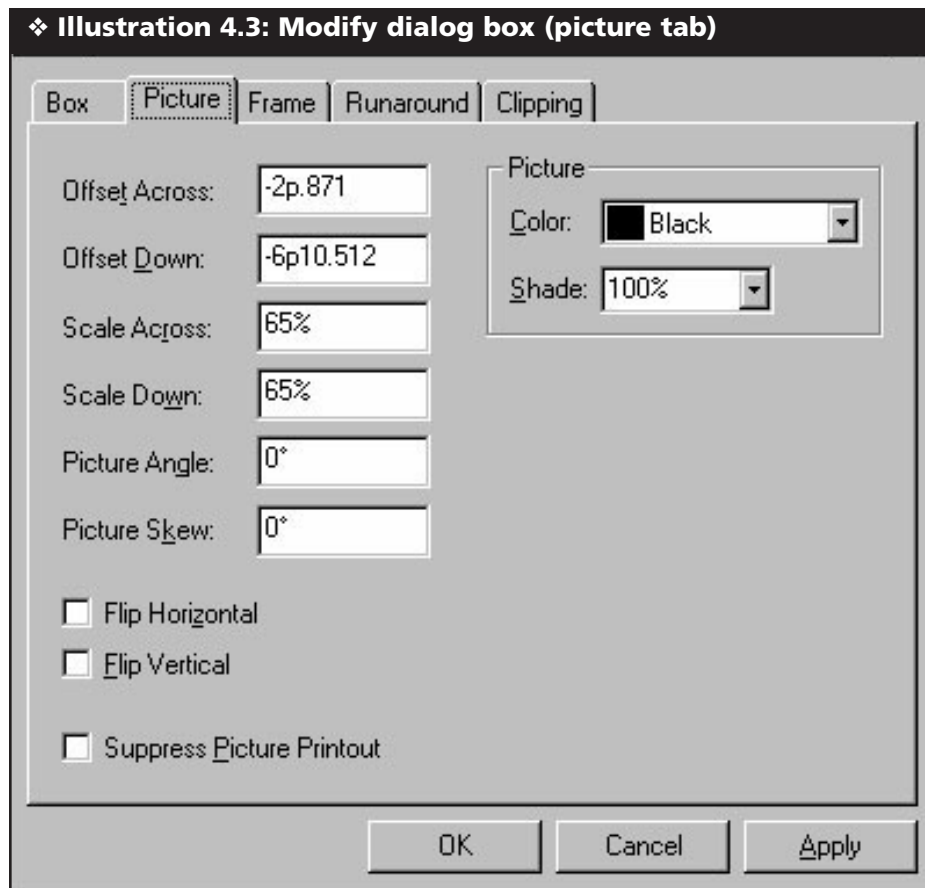 ❖ Illustration 4.3: Modify dialog box (picture tab)
Box Picture Frame Runaround Clipping
Offset Across: -2p.871
Offset Down: -6p10.512
Scale Across: 65%
Scale Down: 65%
Picture Angle: 0°
Picture Skew: 0°
Flip Horizontal
Flip Vertical
Suppress Picture Printout
Picture
Color: Black
Shade: 100%
OK Cancel Apply